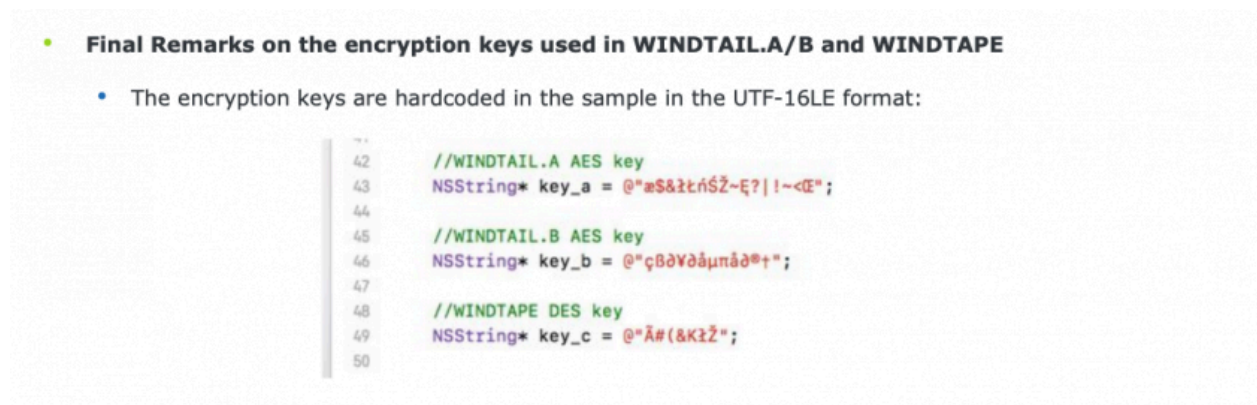 Final Remarks on the encryption keys used in WINDTAIL.A/B and WINDTAPE
The encryption keys are hardcoded in the sample in the UTF-16LE format:
42 //WINDTAIL.A AES key
43 NSString* key_a = @"æ$&łŁńŚŽ~Ę?|!~<Œ";
44
45 //WINDTAIL.B AES key
46 NSString* key_b = @"çß∂¥∂åµπå∂®†";
47
48 //WINDTAPE DES key
49 NSString* key_c = @"Ã#(&KłŽ";
50